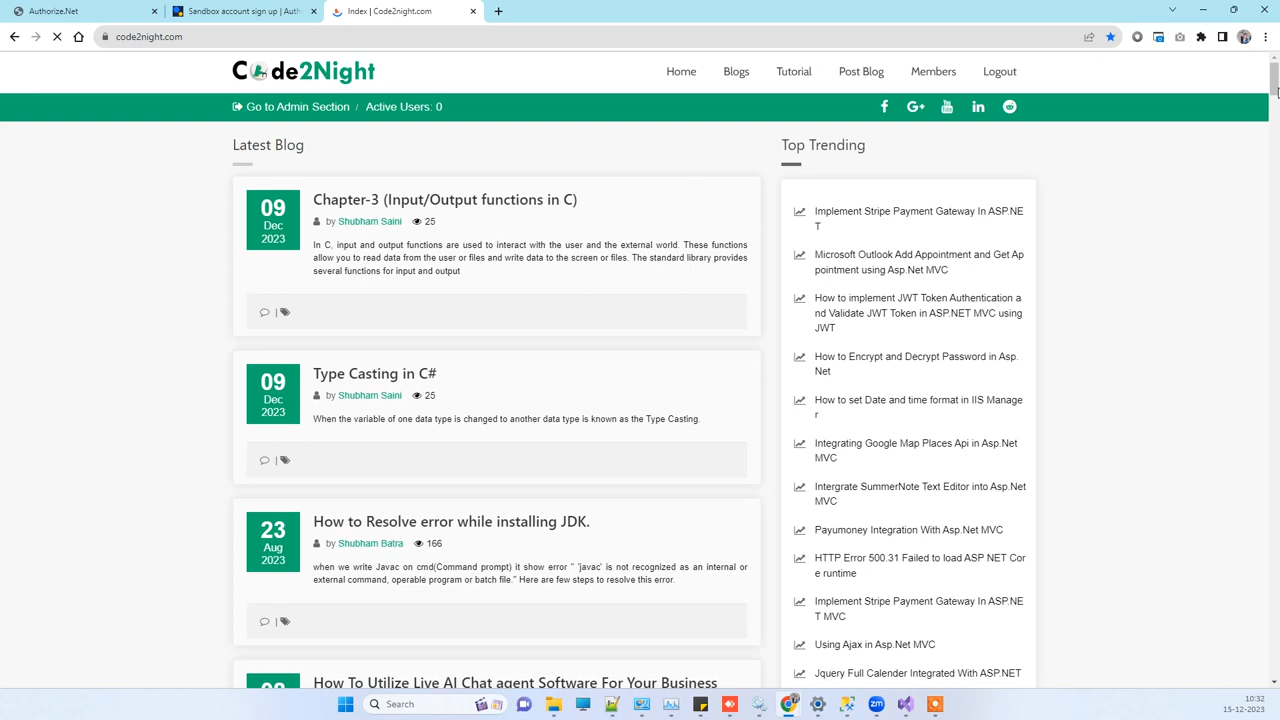 Authorize.Net
Sandbox account sign up | Auth
Index | Code2night.com
code2night.com
Code2Night
Home
Blogs
Tutorial
Post Blog
Members
Logout
Go to Admin Section / Active Users: 0
Latest Blog
09
Dec
2023
Chapter-3 (Input/Output functions in C)
by Shubham Saini 25
In C, input and output functions are used to interact with the user and the external world. These functions
allow you to read data from the user or files and write data to the screen or files. The standard library provides
several functions for input and output
|
09
Dec
2023
Type Casting in C#
by Shubham Saini 25
When the variable of one data type is changed to another data type is known as the Type Casting.
|
23
Aug
2023
How to Resolve error while installing JDK.
by Shubham Batra 166
when we write Javac on cmd(Command prompt) it show error " 'javac' is not recognized as an internal or
external command, operable program or batch file." Here are few steps to resolve this error.
|
How To Utilize Live AI Chat agent Software For Your Business
Top Trending
Implement Stripe Payment Gateway In ASP.NE
T
Microsoft Outlook Add Appointment and Get Ap
pointment using Asp.Net MVC
How to implement JWT Token Authentication a
nd Validate JWT Token in ASP.NET MVC using
JWT
How to Encrypt and Decrypt Password in Asp.
Net
How to set Date and time format in IIS Manage
r
Integrating Google Map Places Api in Asp.Net
MVC
Intergrate SummerNote Text Editor into Asp.Net
MVC
Payumoney Integration With Asp.Net MVC
HTTP Error 500.31 Failed to load ASP NET Cor
e runtime
Implement Stripe Payment Gateway In ASP.NE
T MVC
Using Ajax in Asp.Net MVC
Jquery Full Calender Integrated With ASP.NET
Search
10:32
15-12-2023